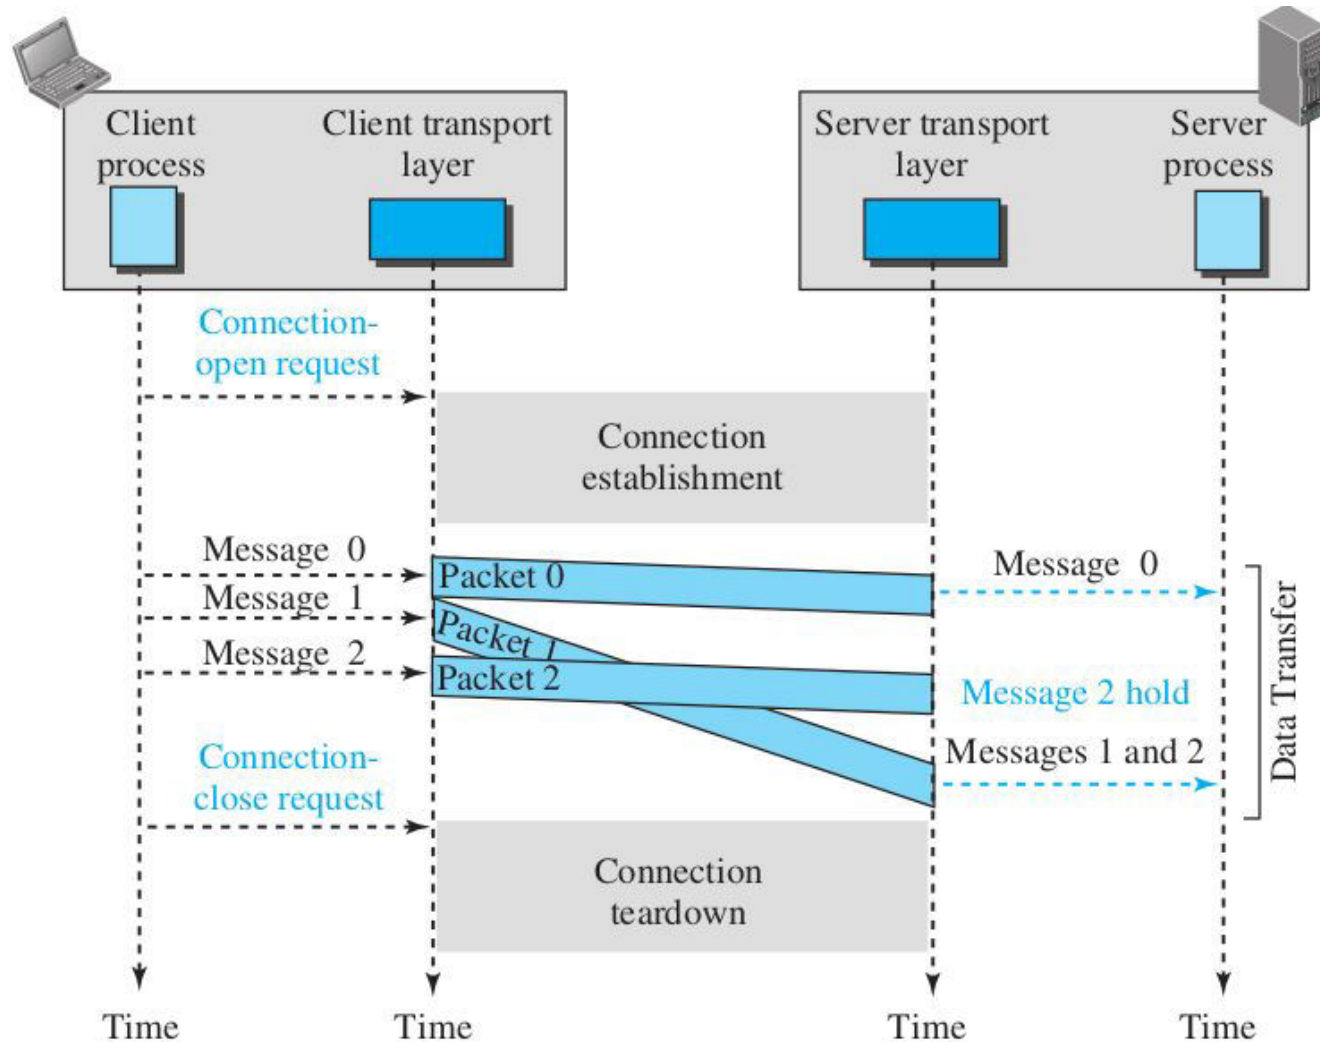 Client
process
Client transport
layer
Server transport
layer
Server
process
Connection-
open request
Connection
establishment
Message 0
Packet 0
Message 0
Message 1
Packet 1
Message 2
Packet 2
Message 2 hold
Messages 1 and 2
Data Transfer
Connection-
close request
Connection
teardown
Time
Time
Time
Time